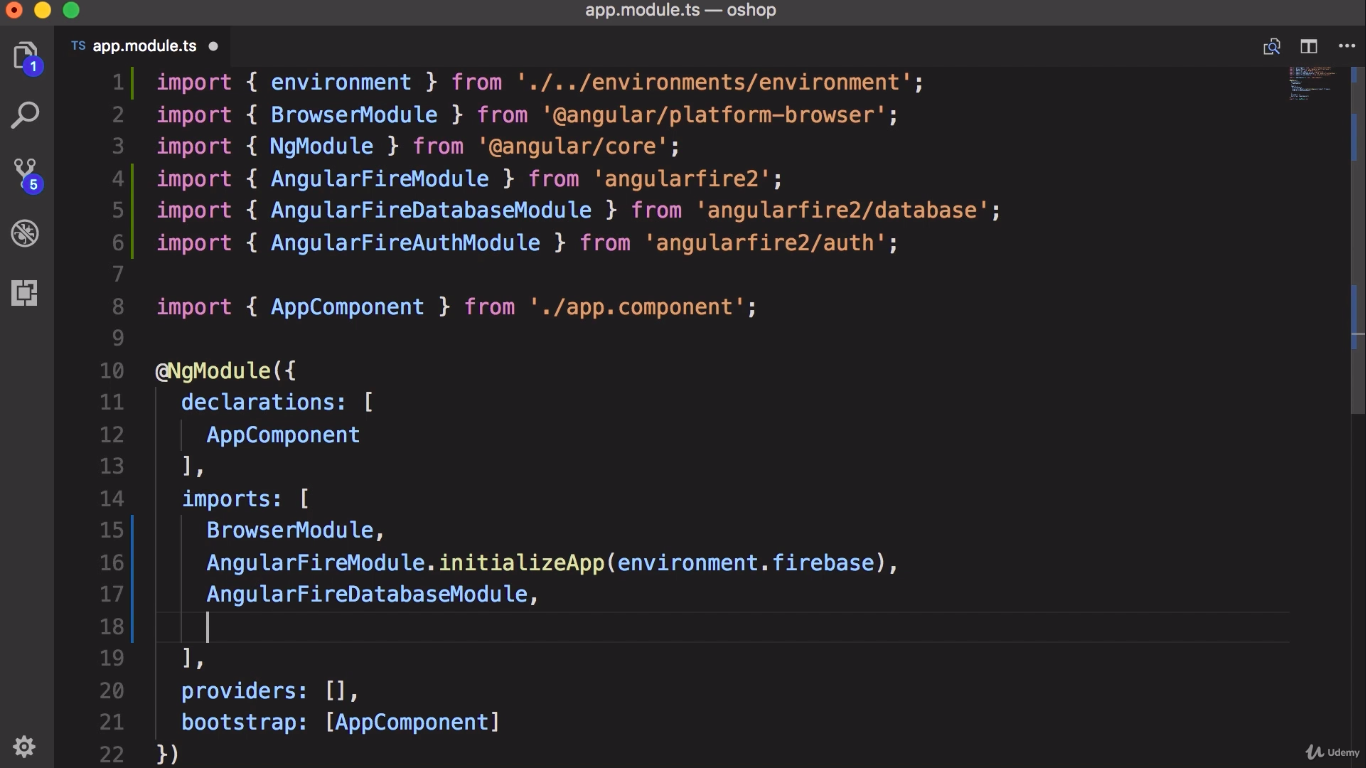 app.module.ts — oshop
TS app.module.ts
1
5
1 import { environment } from './../environments/environment';
2 import { BrowserModule } from '@angular/platform-browser';
3 import { NgModule } from '@angular/core';
4 import { AngularFireModule } from 'angularfire2';
5 import { AngularFireDatabaseModule } from 'angularfire2/database';
6 import { AngularFireAuthModule } from 'angularfire2/auth';
7
8 import { AppComponent } from './app.component';
9
10 @NgModule({
11   declarations: [
12     AppComponent
13   ],
14   imports: [
15     BrowserModule,
16     AngularFireModule.initializeApp(environment.firebase),
17     AngularFireDatabaseModule,
18
19   ],
20   providers: [],
21   bootstrap: [AppComponent]
22 })
Udemy